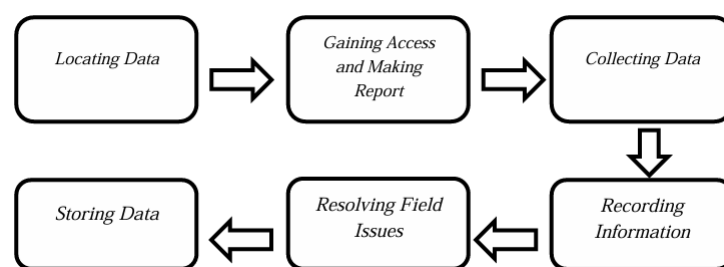 Locating Data
Gaining Access
and Making
Report
Collecting Data
Recording
Information
Resolving Field
Issues
Storing Data